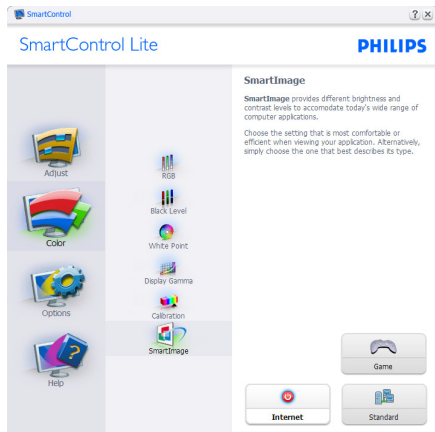 SmartControl
SmartControl Lite
PHILIPS
Adjust
Color
Options
Help
RGB
Black Level
White Point
Display Gamma
Calibration
SmartImage
SmartImage
SmartImage provides different brightness and
contrast levels to accomodate today's wide range of
computer applications.
Choose the setting that is most comfortable or
efficient when viewing your application. Alternatively,
simply choose the one that best describes its type.
Game
Internet
Standard